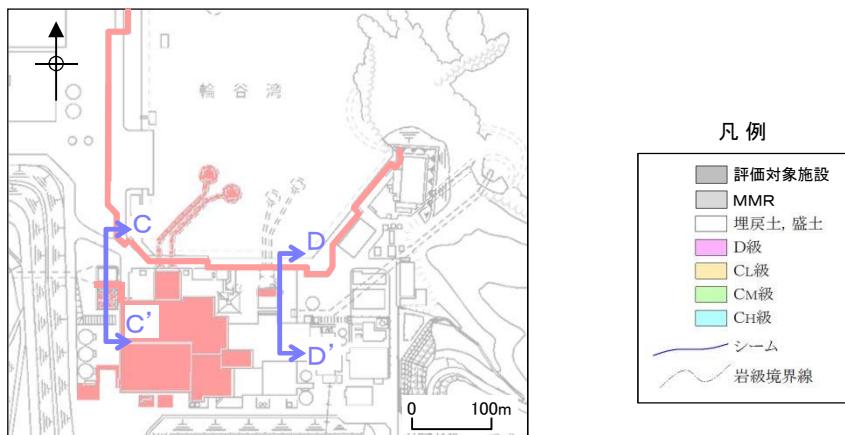 輪谷湾
C
D
C'
D'
0 100m
凡 例
評価対象施設
MMR
埋戻土, 盛土
D級
CL級
CM級
CH級
シーム
岩級境界線